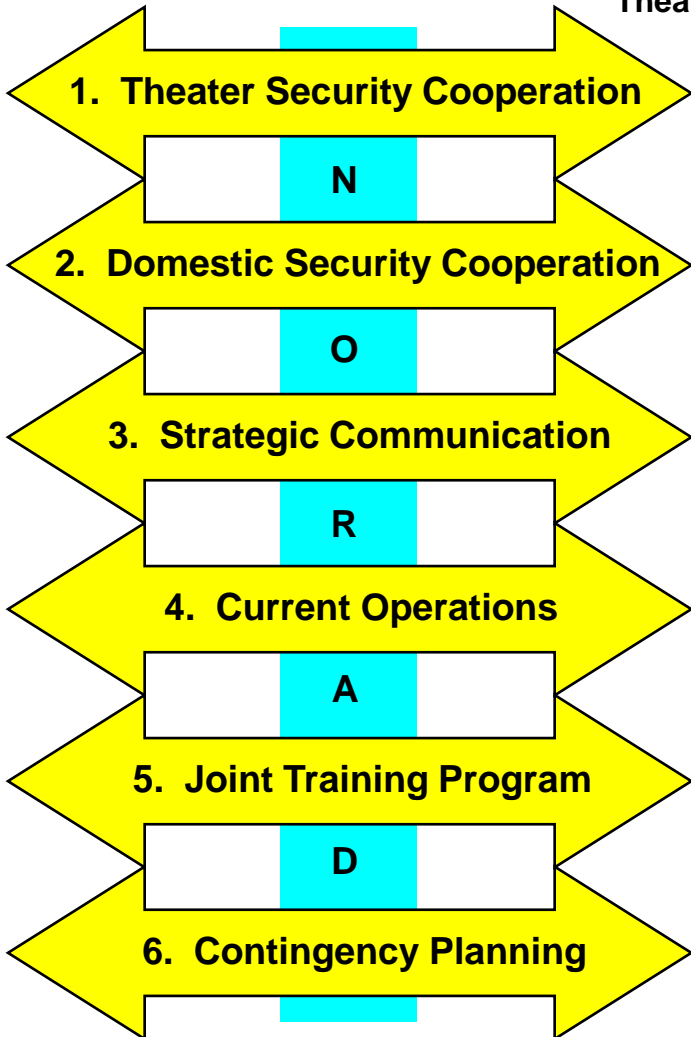 Thea
1. Theater Security Cooperation
N
2. Domestic Security Cooperation
O
3. Strategic Communication
R
4. Current Operations
A
5. Joint Training Program
D
6. Contingency Planning